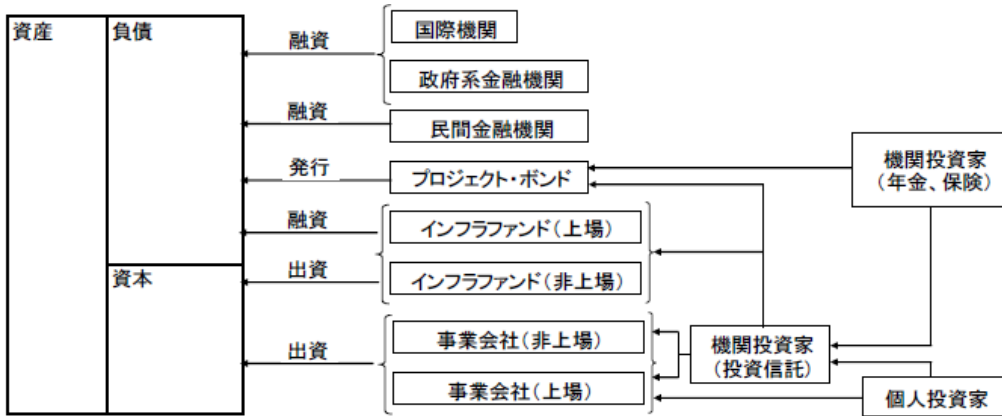 資産
負債
融資
国際機関
政府系金融機関
融資
民間金融機関
発行
プロジェクト・ボンド
機関投資家
(年金、保険)
融資
インフラファンド(上場)
出資
インフラファンド(非上場)
資本
出資
事業会社(非上場)
事業会社(上場)
機関投資家
(投資信託)
個人投資家